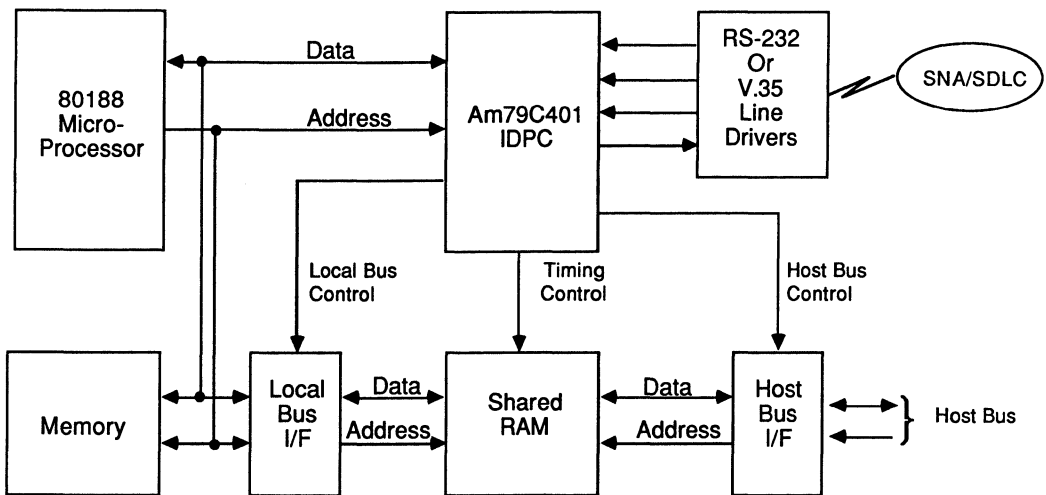 80188
Micro-
Processor
Data
Address
Am79C401
IDPC
RS-232
Or
V.35
Line
Drivers
SNA/SDLC
Local Bus
Control
Timing
Control
Host Bus
Control
Memory
Local
Bus
I/F
Data
Address
Shared
RAM
Data
Address
Host
Bus
I/F
Host Bus